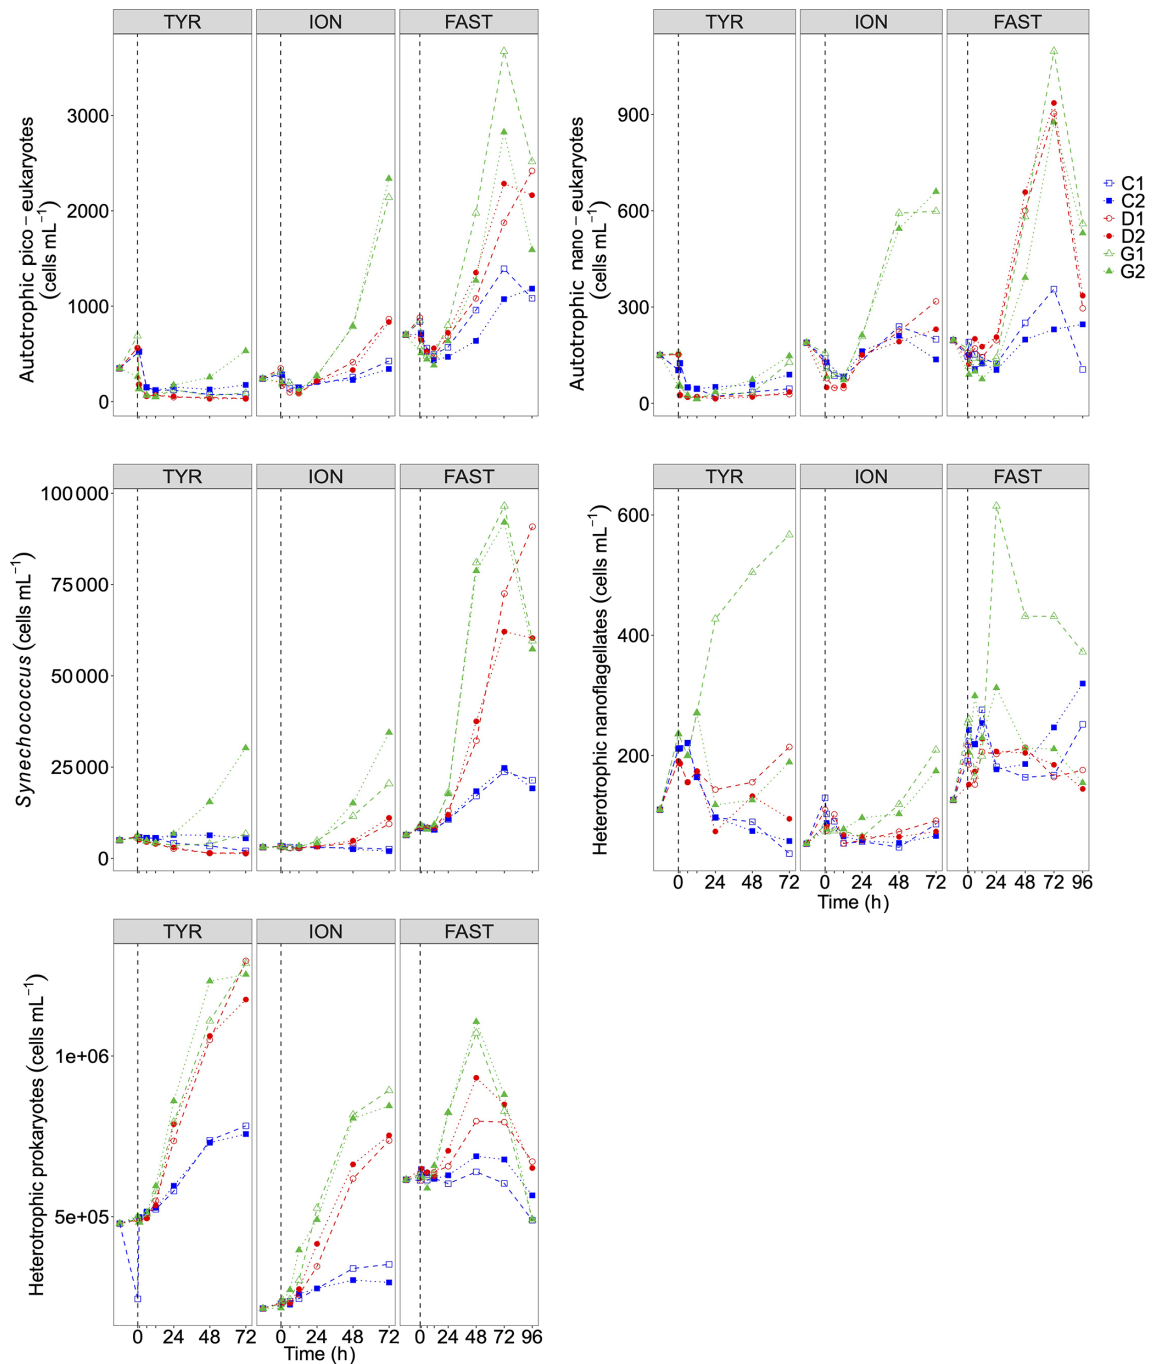 TYR ION FAST
Autotrophic pico − eukaryotes
(cells mL−1)
3000
2000
1000
0
TYR ION FAST
Autotrophic nano − eukaryotes
(cells mL−1)
900
600
300
0
C1
C2
D1
D2
G1
G2
TYR ION FAST
Synechococcus (cells mL−1)
100 000
75 000
50 000
25 000
0
TYR ION FAST
Heterotrophic nanoflagellates (cells mL−1)
600
400
200
0 24 48 72 0 24 48 72 0 24 48 72 96
Time (h)
TYR ION FAST
Heterotrophic prokaryotes (cells mL−1)
1e+06
5e+05
0 24 48 72 0 24 48 72 0 24 48 72 96
Time (h)